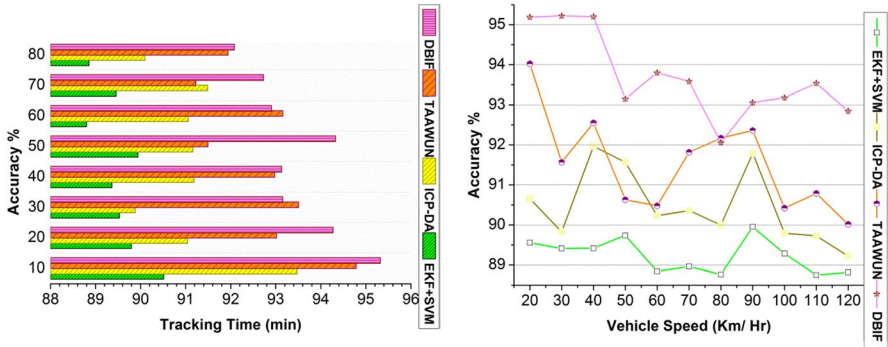 80
70
60
50
40
30
20
10
Accuracy %
88 89 90 91 92 93 94 95 96
Tracking Time (min)
DBIF
TAAWUN
ICP-DA
EKF+SVM
95
94
93
92
91
90
89
Accuracy %
20 30 40 50 60 70 80 90 100 110 120
Vehicle Speed (Km/ Hr)
EKF+SVM
ICP-DA
TAAWUN
DBIF